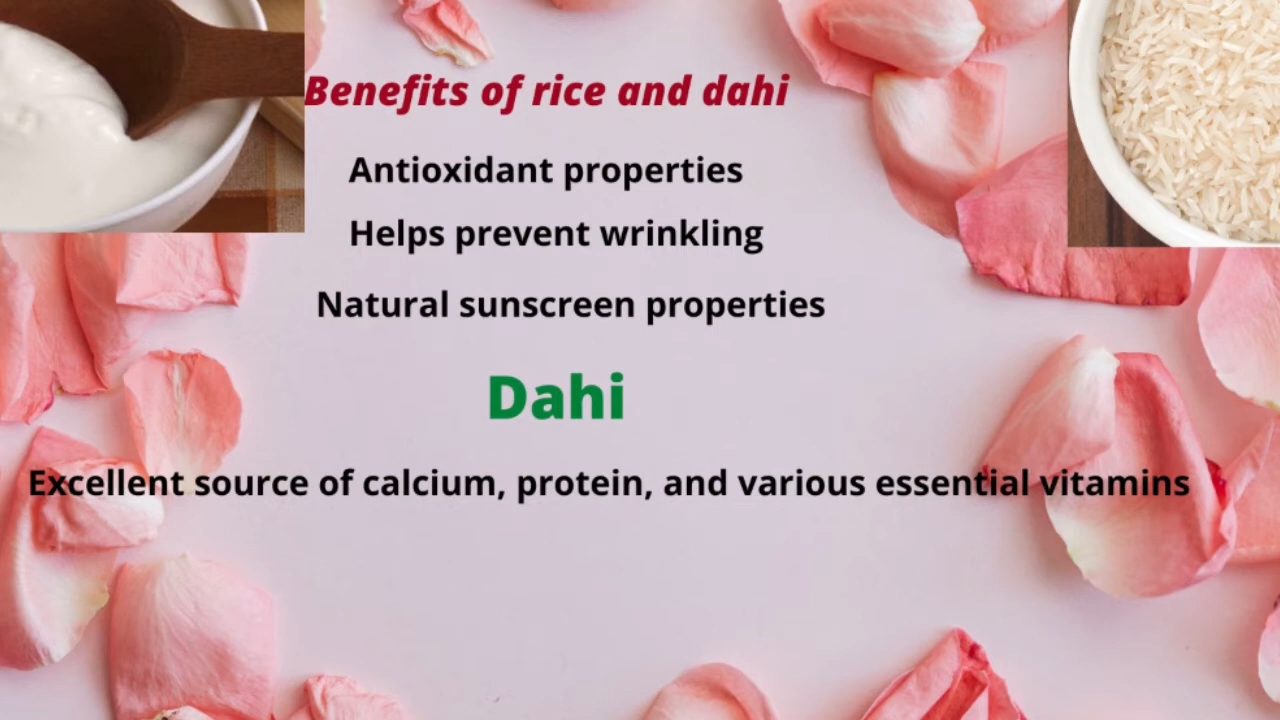 Benefits of rice and dahi
Antioxidant properties
Helps prevent wrinkling
Natural sunscreen properties
Dahi
Excellent source of calcium, protein, and various essential vitamins